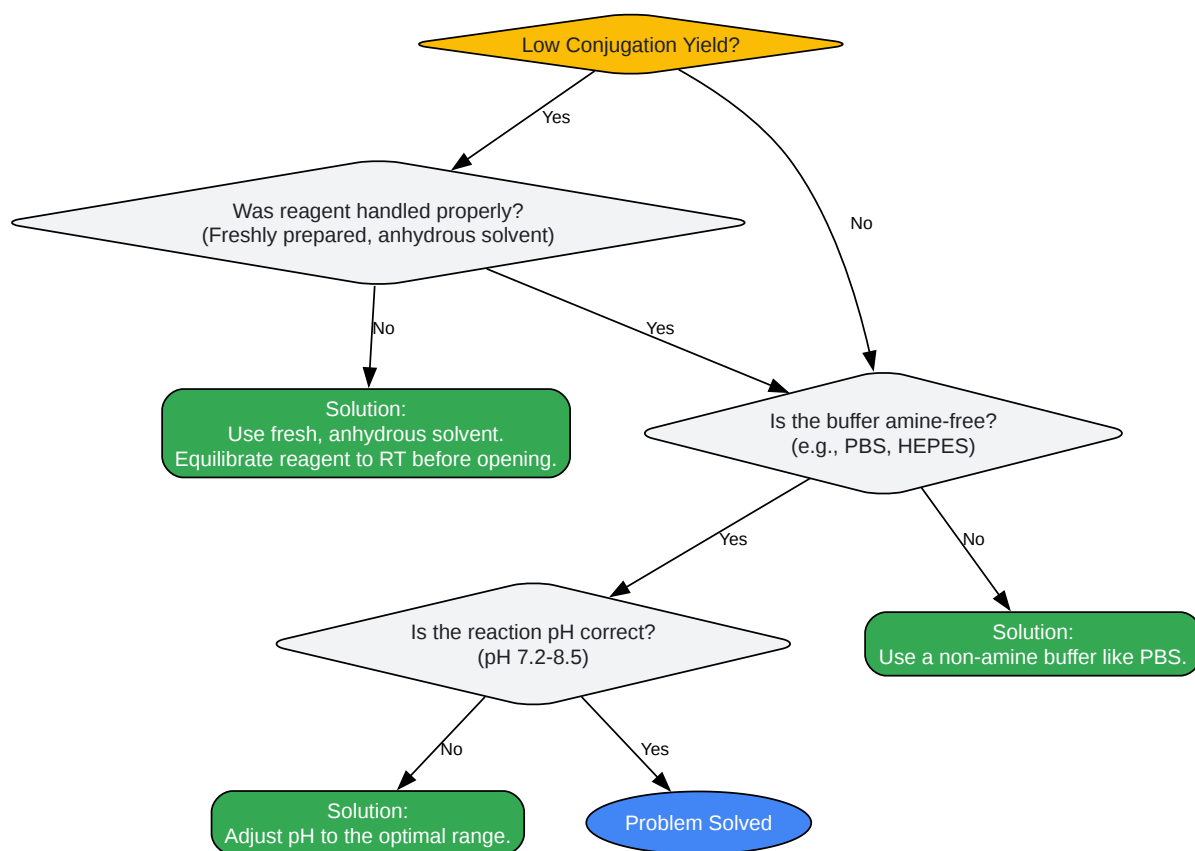 Low Conjugation Yield?
Yes
No
Was reagent handled properly?
(Freshly prepared, anhydrous solvent)
No
Yes
Solution:
Use fresh, anhydrous solvent.
Equilibrate reagent to RT before opening.
Is the buffer amine-free?
(e.g., PBS, HEPES)
Yes
No
Is the reaction pH correct?
(pH 7.2-8.5)
Solution:
Use a non-amine buffer like PBS.
No
Yes
Solution:
Adjust pH to the optimal range.
Problem Solved